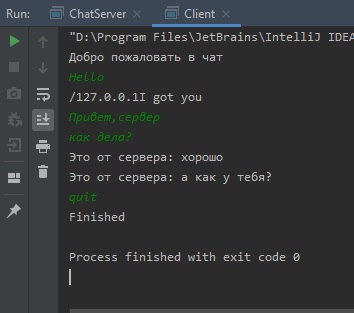 Run: ChatServer Client
"D:\Program Files\JetBrains\IntelliJ IDEA
Добро пожаловать в чат
Hello
/127.0.0.1I got you
Привет,сервер
как дела?
Это от сервера: хорошо
Это от сервера: а как у тебя?
quit
Finished
Process finished with exit code 0